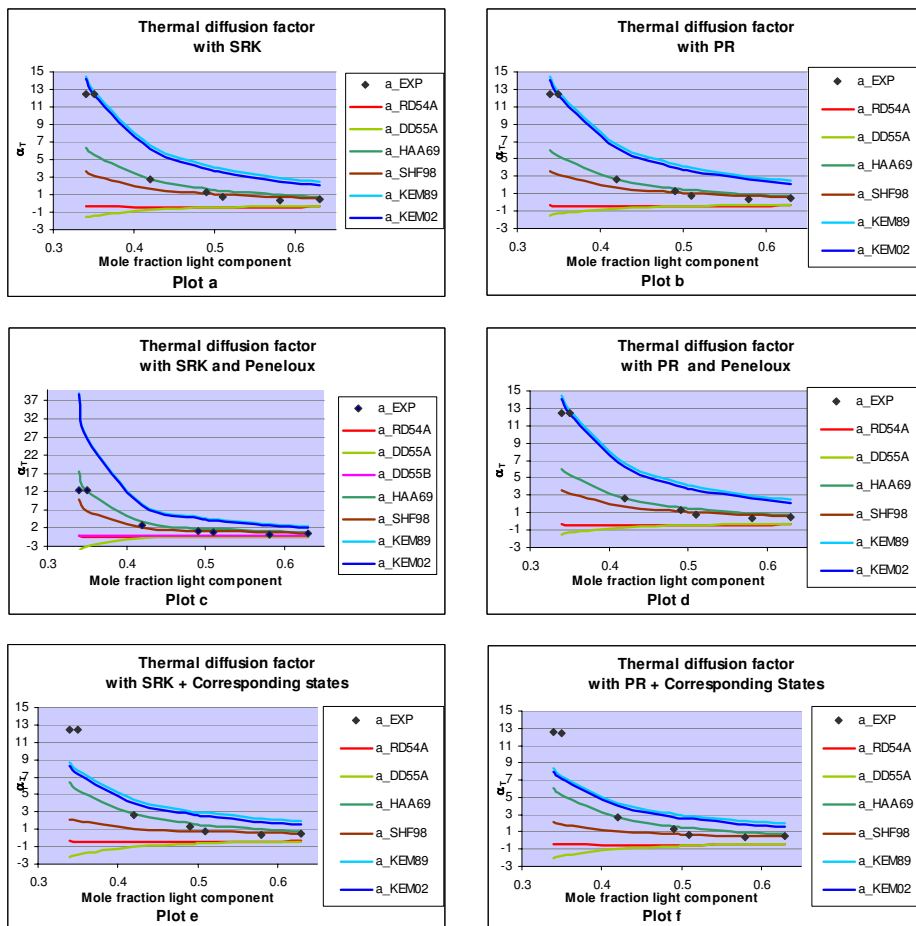 Thermal diffusion factor
with SRK
15
13
11
9
7
5
3
1
-1
-3
αT
0.3 0.4 0.5 0.6
Mole fraction light component
Plot a
a_EXP
a_RD54A
a_DD55A
a_HAA69
a_SHF98
a_KEM89
a_KEM02
Thermal diffusion factor
with PR
15
13
11
9
7
5
3
1
-1
-3
αT
0.3 0.4 0.5 0.6
Mole fraction light component
Plot b
a_EXP
a_RD54A
a_DD55A
a_HAA69
a_SHF98
a_KEM89
a_KEM02
Thermal diffusion factor
with SRK and Peneloux
37
32
27
22
17
12
7
2
-3
αT
0.3 0.4 0.5 0.6
Mole fraction light component
Plot c
a_EXP
a_RD54A
a_DD55A
a_DD55B
a_HAA69
a_SHF98
a_KEM89
a_KEM02
Thermal diffusion factor
with PR and Peneloux
15
13
11
9
7
5
3
1
-1
-3
αT
0.3 0.4 0.5 0.6
Mole fraction light component
Plot d
a_EXP
a_RD54A
a_DD55A
a_HAA69
a_SHF98
a_KEM89
a_KEM02
Thermal diffusion factor
with SRK + Corresponding states
15
13
11
9
7
5
3
1
-1
-3
αT
0.3 0.4 0.5 0.6
Mole fraction light component
Plot e
a_EXP
a_RD54A
a_DD55A
a_HAA69
a_SHF98
a_KEM89
a_KEM02
Thermal diffusion factor
with PR + Corresponding States
15
13
11
9
7
5
3
1
-1
-3
αT
0.3 0.4 0.5 0.6
Mole fraction light component
Plot f
a_EXP
a_RD54A
a_DD55A
a_HAA69
a_SHF98
a_KEM89
a_KEM02